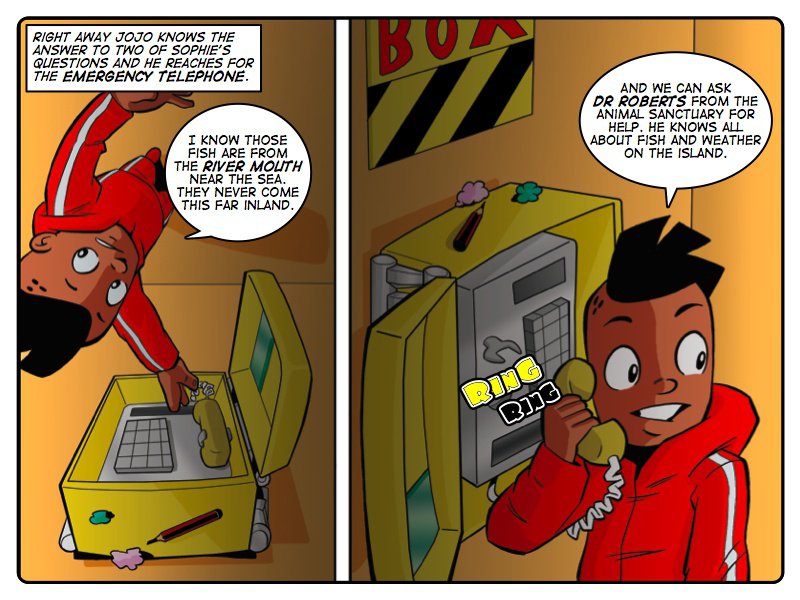 RIGHT AWAY JOJO KNOWS THE
ANSWER TO TWO OF SOPHIE'S
QUESTIONS AND HE REACHES FOR
THE EMERGENCY TELEPHONE.
I KNOW THOSE
FISH ARE FROM
THE RIVER MOUTH
NEAR THE SEA.
THEY NEVER COME
THIS FAR INLAND.
BOX
AND WE CAN ASK
DR ROBERTS FROM THE
ANIMAL SANCTUARY FOR
HELP. HE KNOWS ALL
ABOUT FISH AND WEATHER
ON THE ISLAND.
RING
RING